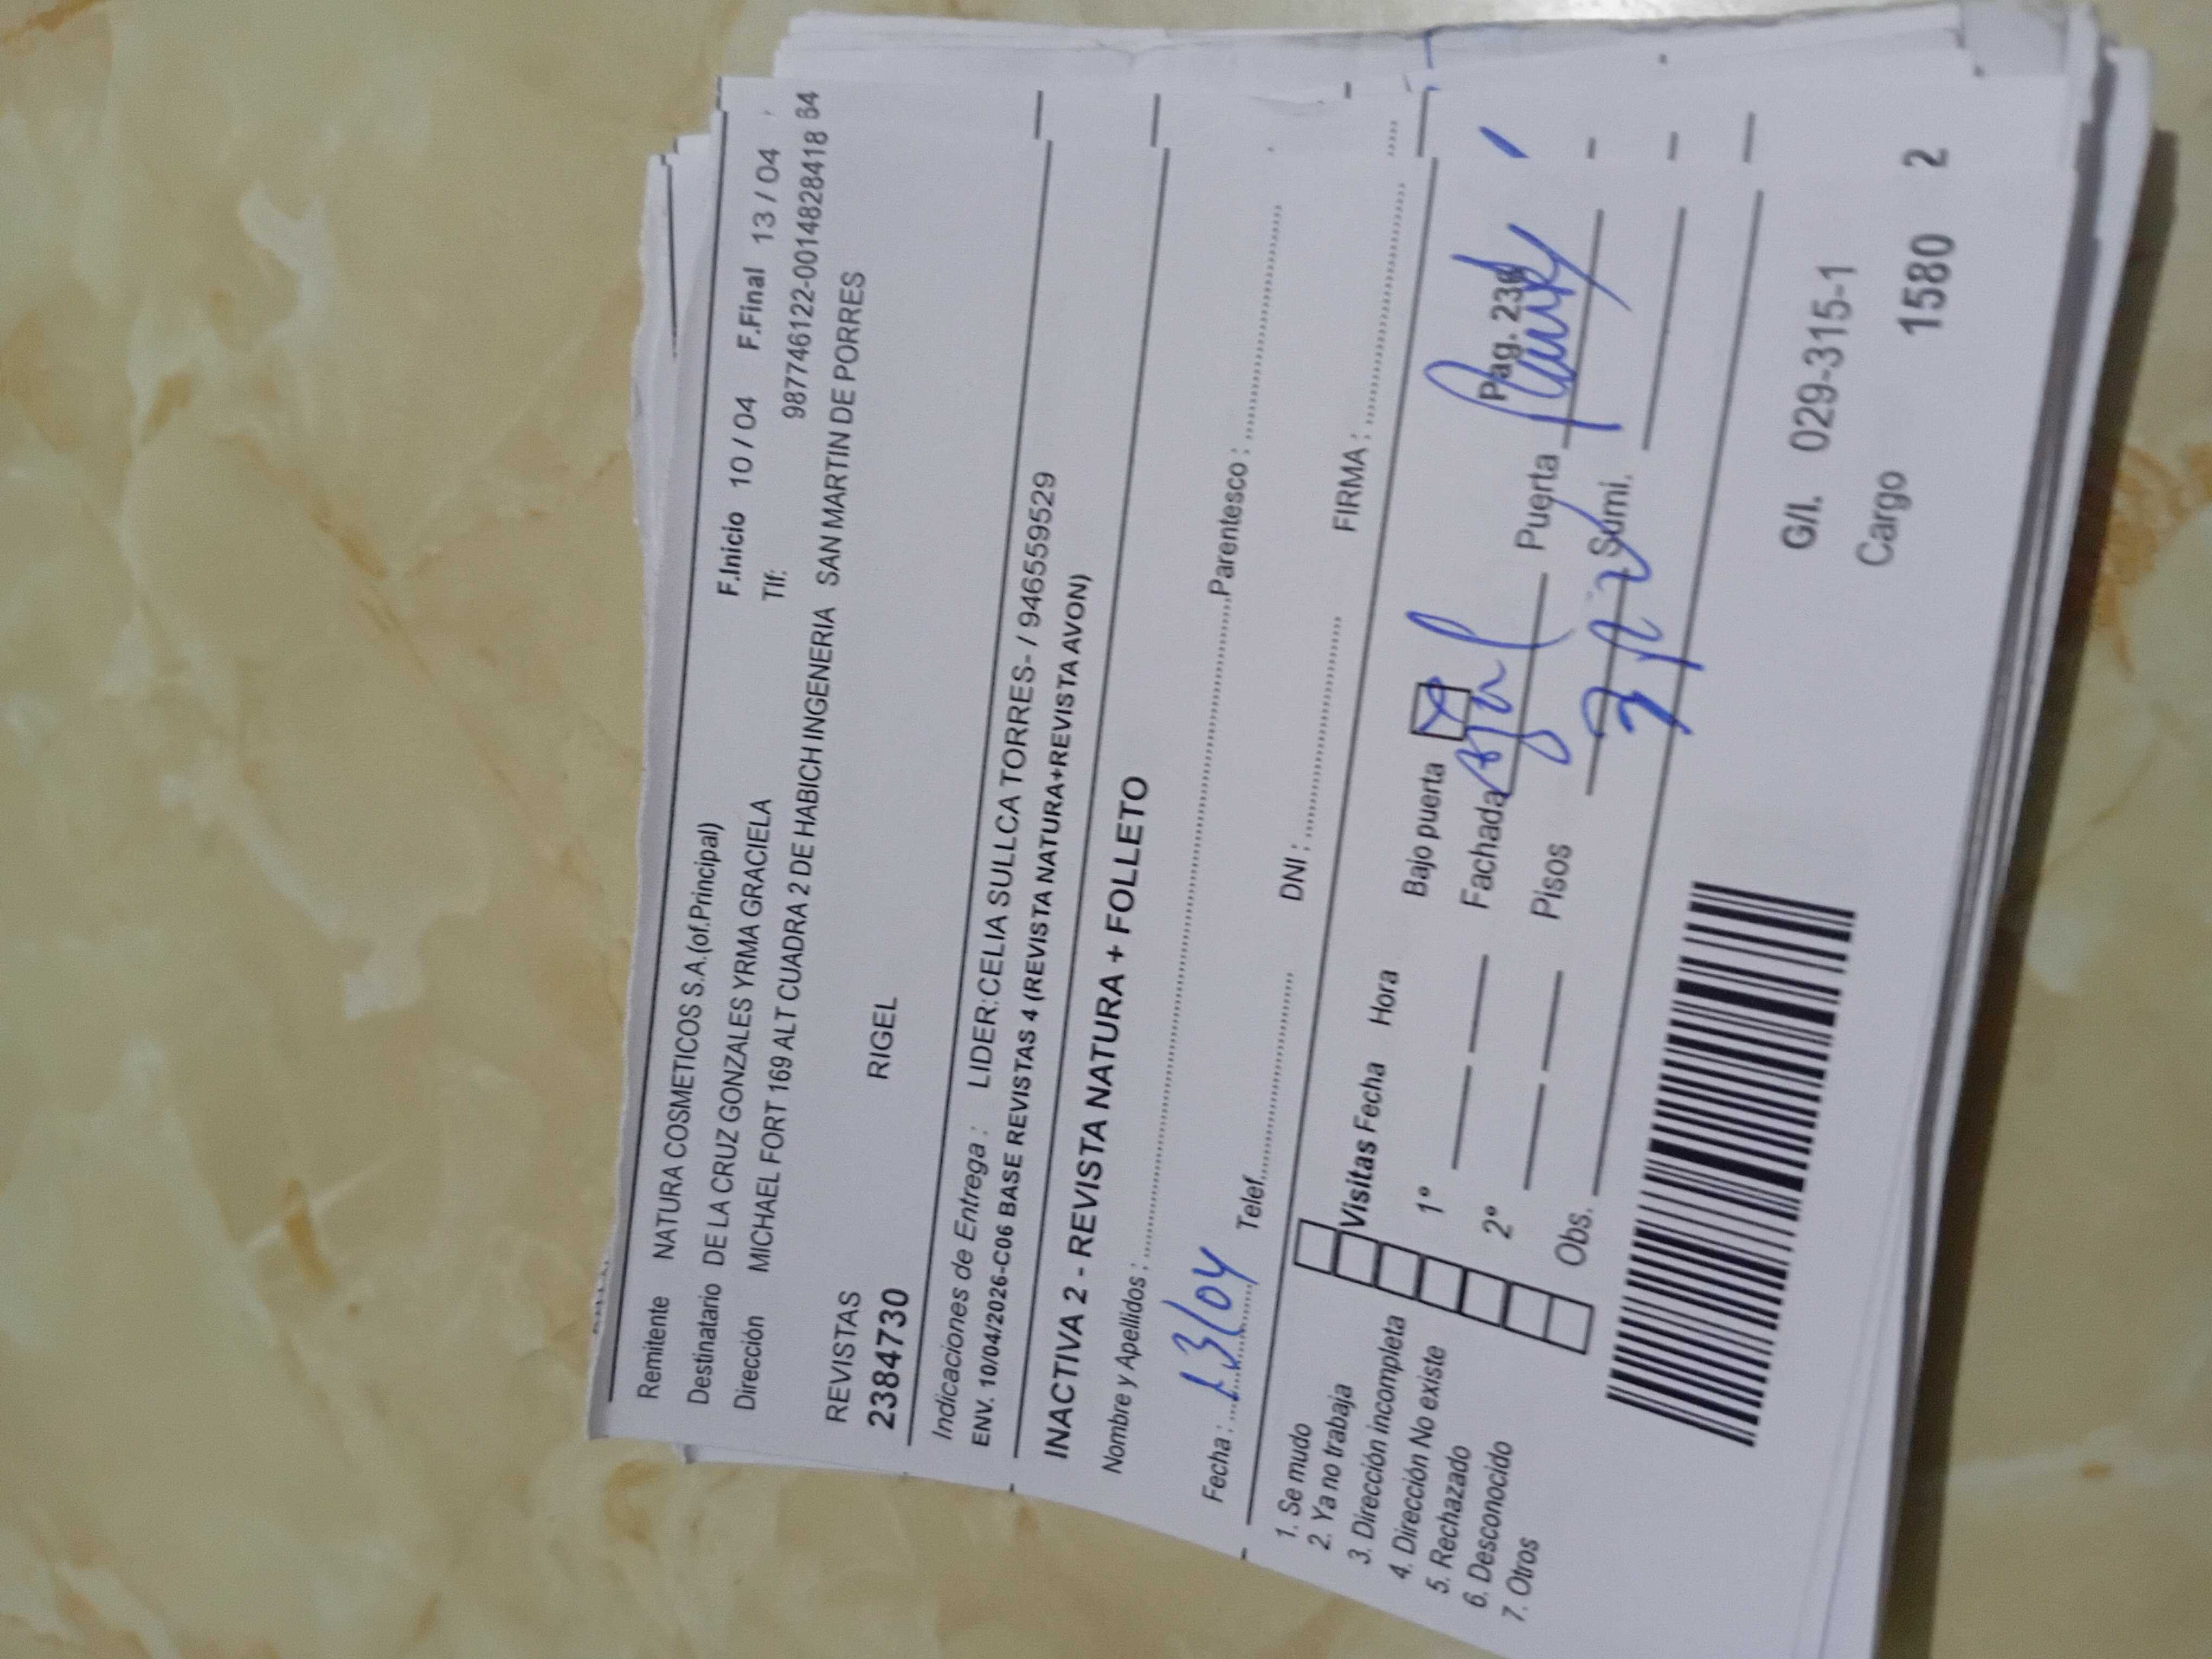 Remitente NATURA COSMETICOS S.A.(of.Principal)
Destinatario DE LA CRUZ GONZALES YRMA GRACIELA F.Inicio 10 / 04 F.Final 13 / 04
Dirección MICHAEL FORT 169 ALT CUADRA 2 DE HABICH INGENERIA SAN MARTIN DE PORRES
Tlf: 987746122-0014828418 64
REVISTAS
2384730 RIGEL
Indicaciones de Entrega : LIDER:CELIA SULLCA TORRES- / 946559529
ENV. 10/04/2026-C06 BASE REVISTAS 4 (REVISTA NATURA+REVISTA AVON)
INACTIVA 2 - REVISTA NATURA + FOLLETO
Nombre y Apellidos : Parentesco :
Fecha : 13/04 Telef. DNI : FIRMA :
1. Se mudo
2. Ya no trabaja
3. Dirección incompleta
4. Dirección No existe
5. Rechazado
6. Desconocido
7. Otros
Visitas Fecha Hora Bajo puerta
1º Fachada Puerta
Pag. 236
2º Pisos 3 Sumi.
Obs.
G/I. 029-315-1
Cargo
1580 2